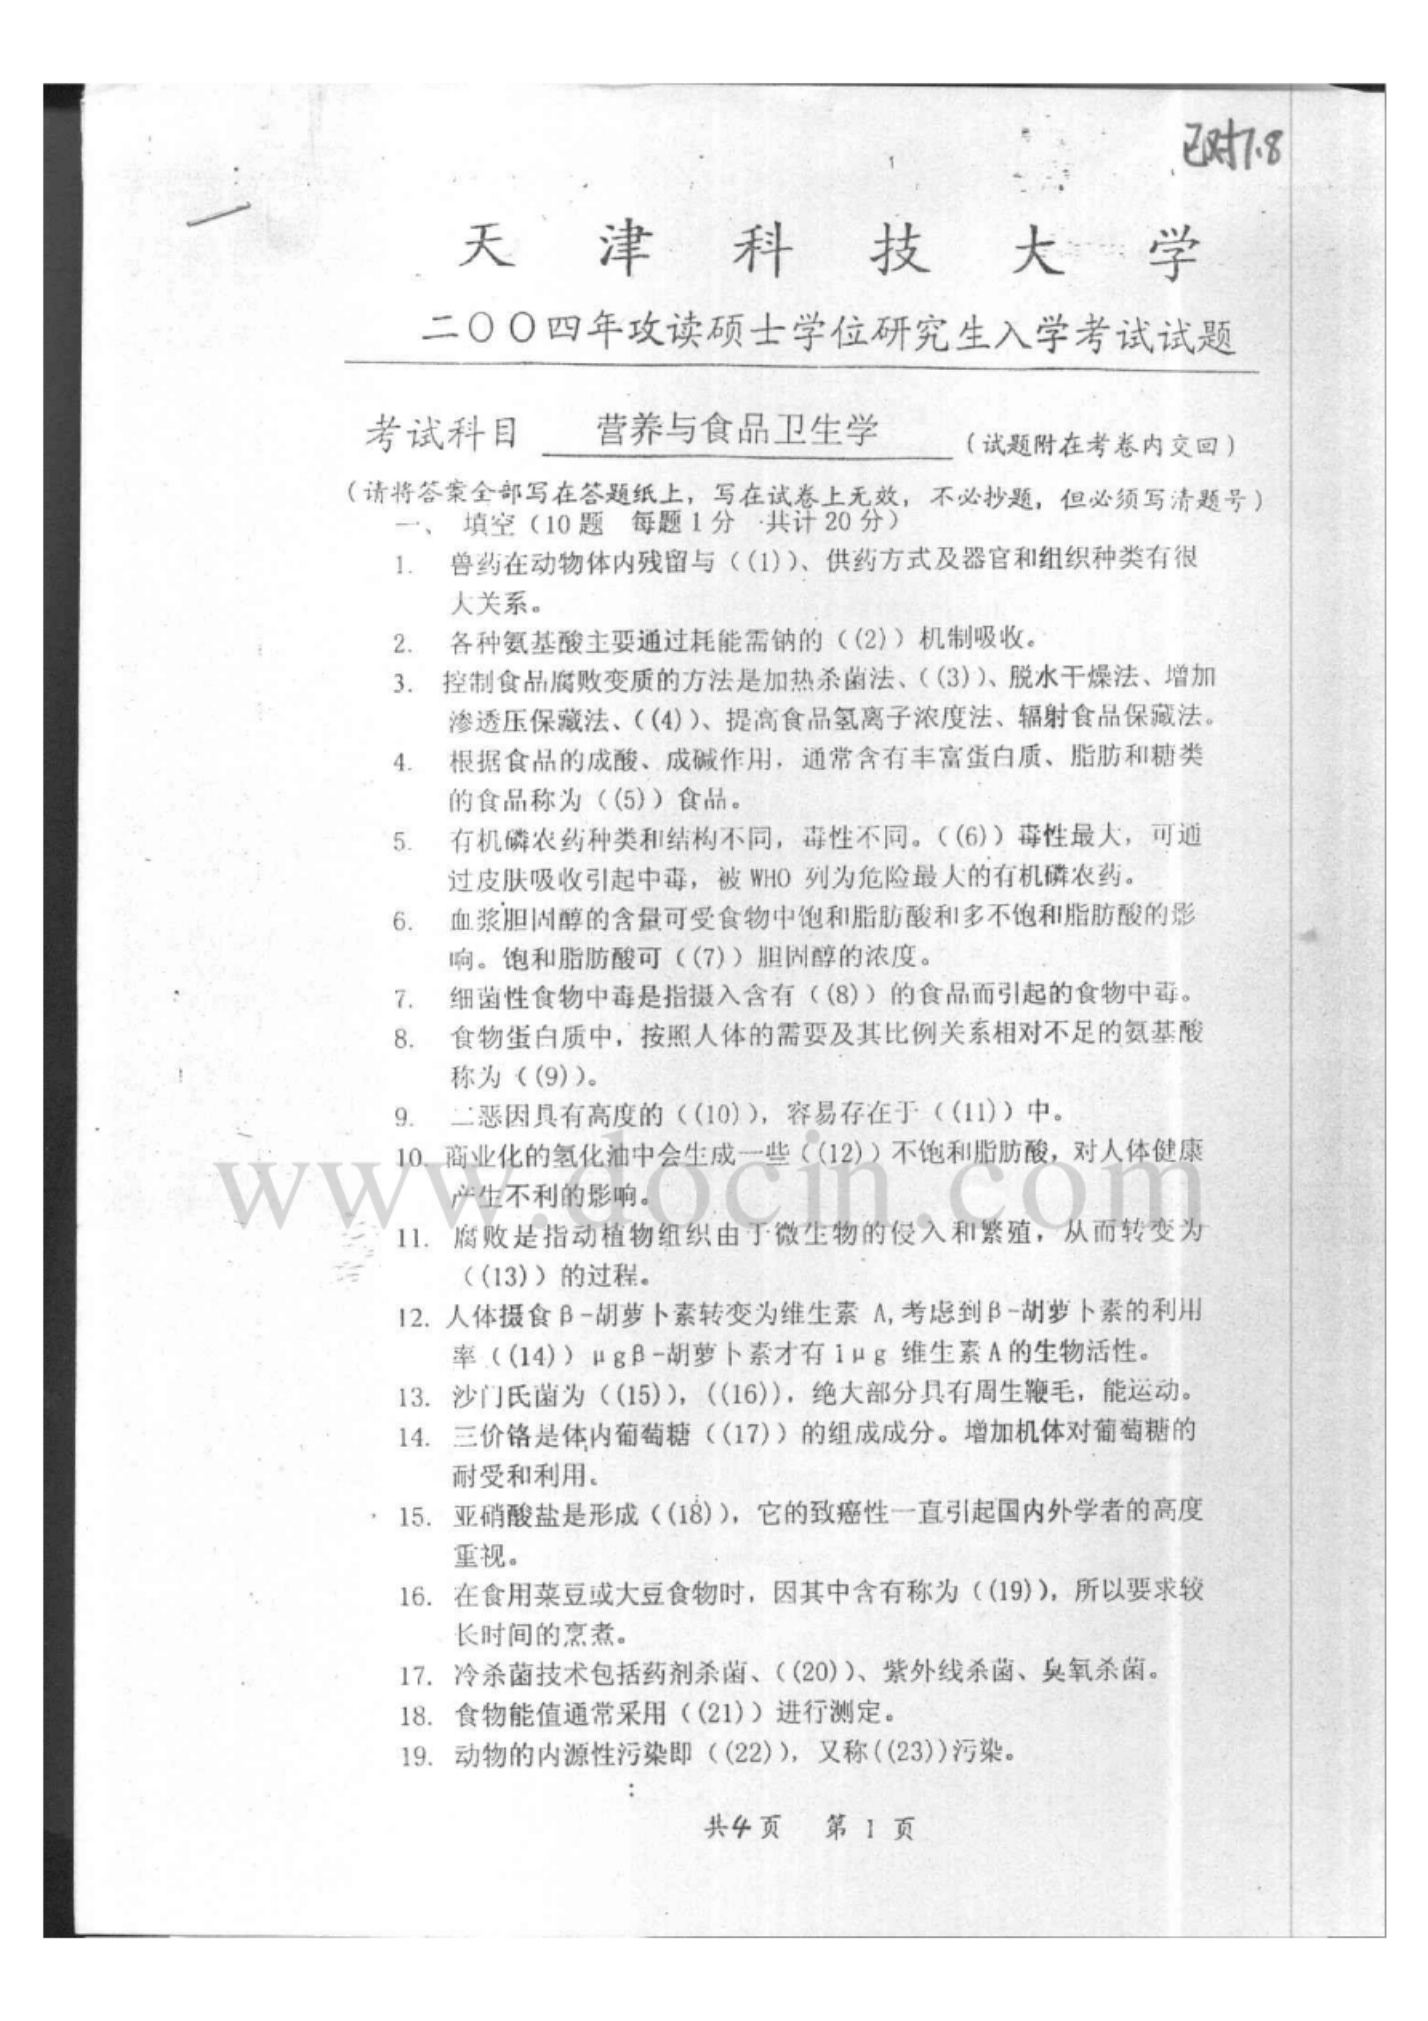 已对7.8
天津科技大学
二〇〇四年攻读硕士学位研究生入学考试试题
考试科目 营养与食品卫生学 (试题附在考卷内交回)
(请将答案全部写在答题纸上，写在试卷上无效，不必抄题，但必须写清题号)
一、 填空（10题 每题1分 共计20分）
1. 兽药在动物体内残留与（(1)）、供药方式及器官和组织种类有很
大关系。
2. 各种氨基酸主要通过耗能需钠的（(2)）机制吸收。
3. 控制食品腐败变质的方法是加热杀菌法、（(3)）、脱水干燥法、增加
渗透压保藏法、（(4)）、提高食品氢离子浓度法、辐射食品保藏法。
4. 根据食品的成酸、成碱作用，通常含有丰富蛋白质、脂肪和糖类
的食品称为（(5)）食品。
5. 有机磷农药种类和结构不同，毒性不同。（(6)）毒性最大，可通
过皮肤吸收引起中毒，被 WHO 列为危险最大的有机磷农药。
6. 血浆胆固醇的含量可受食物中饱和脂肪酸和多不饱和脂肪酸的影
响。饱和脂肪酸可（(7)）胆固醇的浓度。
7. 细菌性食物中毒是指摄入含有（(8)）的食品而引起的食物中毒。
8. 食物蛋白质中，按照人体的需要及其比例关系相对不足的氨基酸
称为（(9)）。
9. 二恶因具有高度的（(10)），容易存在于（(11)）中。
10. 商业化的氢化油中会生成一些（(12)）不饱和脂肪酸，对人体健康
产生不利的影响。
www.docin.com
11. 腐败是指动植物组织由于微生物的侵入和繁殖，从而转变为
（(13)）的过程。
12. 人体摄食β-胡萝卜素转变为维生素 A,考虑到β-胡萝卜素的利用
率（(14)）μgβ-胡萝卜素才有1μg 维生素A的生物活性。
13. 沙门氏菌为（(15)），（(16)），绝大部分具有周生鞭毛，能运动。
14. 三价铬是体内葡萄糖（(17)）的组成成分。增加机体对葡萄糖的
耐受和利用。
15. 亚硝酸盐是形成（(18)），它的致癌性一直引起国内外学者的高度
重视。
16. 在食用菜豆或大豆食物时，因其中含有称为（(19)），所以要求较
长时间的烹煮。
17. 冷杀菌技术包括药剂杀菌、（(20)）、紫外线杀菌、臭氧杀菌。
18. 食物能值通常采用（(21)）进行测定。
19. 动物的内源性污染即（(22)），又称((23))污染。
共4页 第 1 页